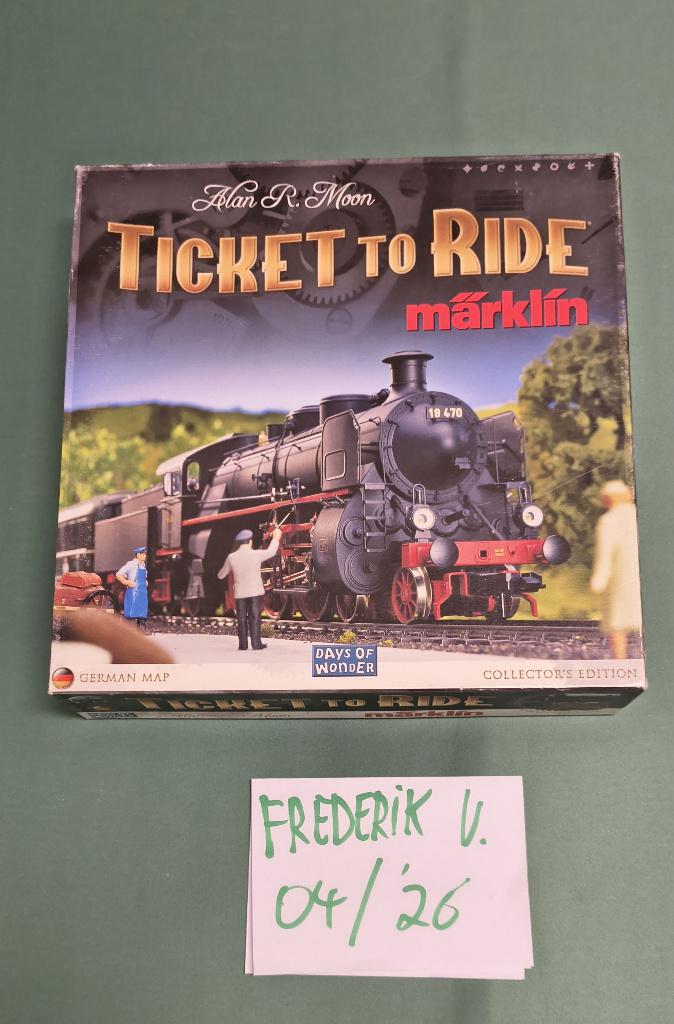 Alan R. Moon
TICKET TO RIDE
märklín
18 470
DAYS OF
WONDER
GERMAN MAP
COLLECTOR'S EDITION
TICKET TO RIDE
märklin
FREDERIK V.
04/'26